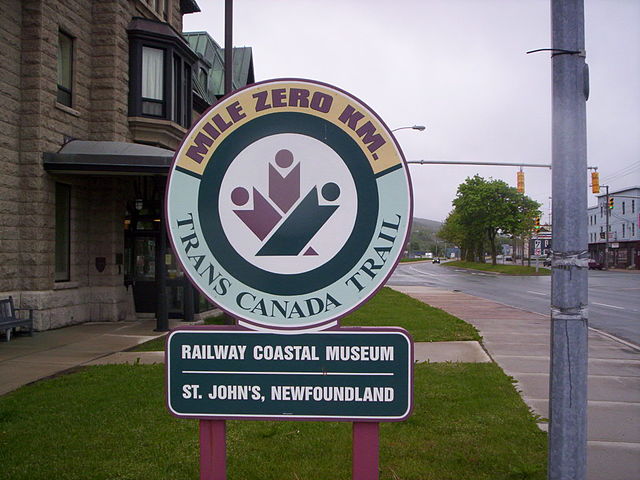 MILE ZERO KM.
TRANS CANADA TRAIL
RAILWAY COASTAL MUSEUM
ST. JOHN'S, NEWFOUNDLAND